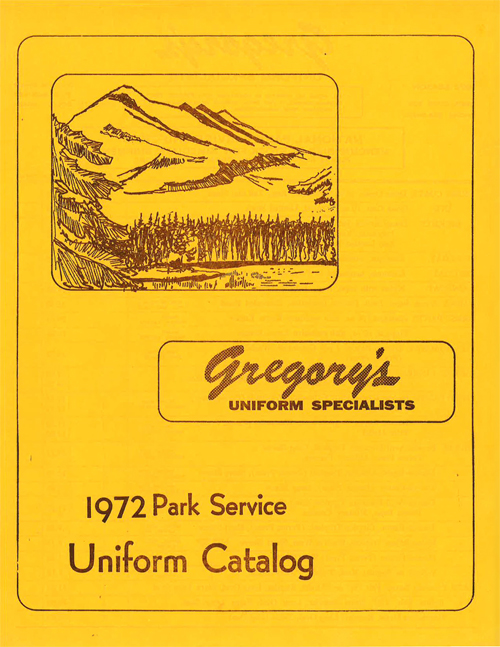 Gregory's
UNIFORM SPECIALISTS
1972 Park Service
Uniform Catalog